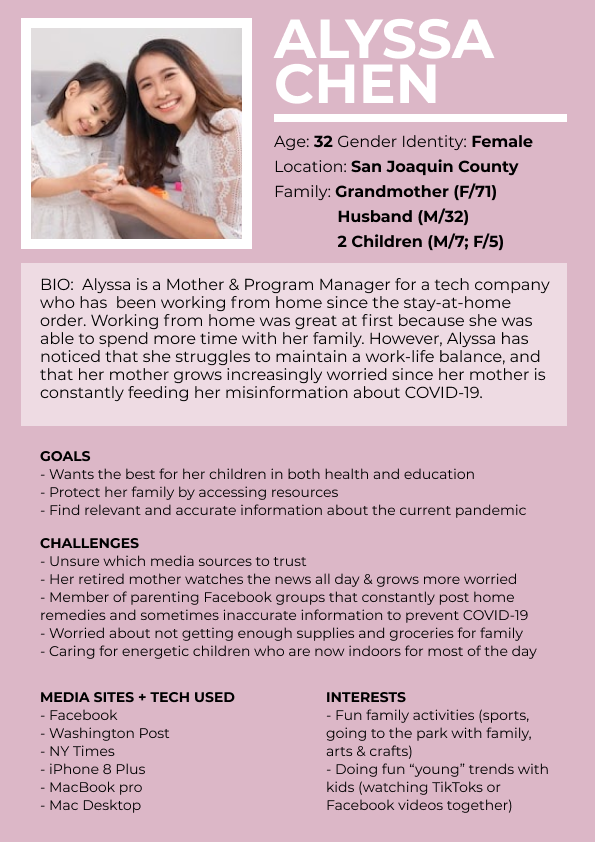 ALYSSA
CHEN
Age: 32 Gender Identity: Female
Location: San Joaquin County
Family: Grandmother (F/71)
Husband (M/32)
2 Children (M/7; F/5)
BIO:  Alyssa is a Mother & Program Manager for a tech company
who has  been working from home since the stay-at-home
order. Working from home was great at first because she was
able to spend more time with her family. However, Alyssa has
noticed that she struggles to maintain a work-life balance, and
that her mother grows increasingly worried since her mother is
constantly feeding her misinformation about COVID-19.
GOALS
- Wants the best for her children in both health and education
- Protect her family by accessing resources
- Find relevant and accurate information about the current pandemic
CHALLENGES
- Unsure which media sources to trust
- Her retired mother watches the news all day & grows more worried
- Member of parenting Facebook groups that constantly post home
remedies and sometimes inaccurate information to prevent COVID-19
- Worried about not getting enough supplies and groceries for family
- Caring for energetic children who are now indoors for most of the day
MEDIA SITES + TECH USED
- Facebook
- Washington Post
- NY Times
- iPhone 8 Plus
- MacBook pro
- Mac Desktop
INTERESTS
- Fun family activities (sports,
going to the park with family,
arts & crafts)
- Doing fun “young” trends with
kids (watching TikToks or
Facebook videos together)